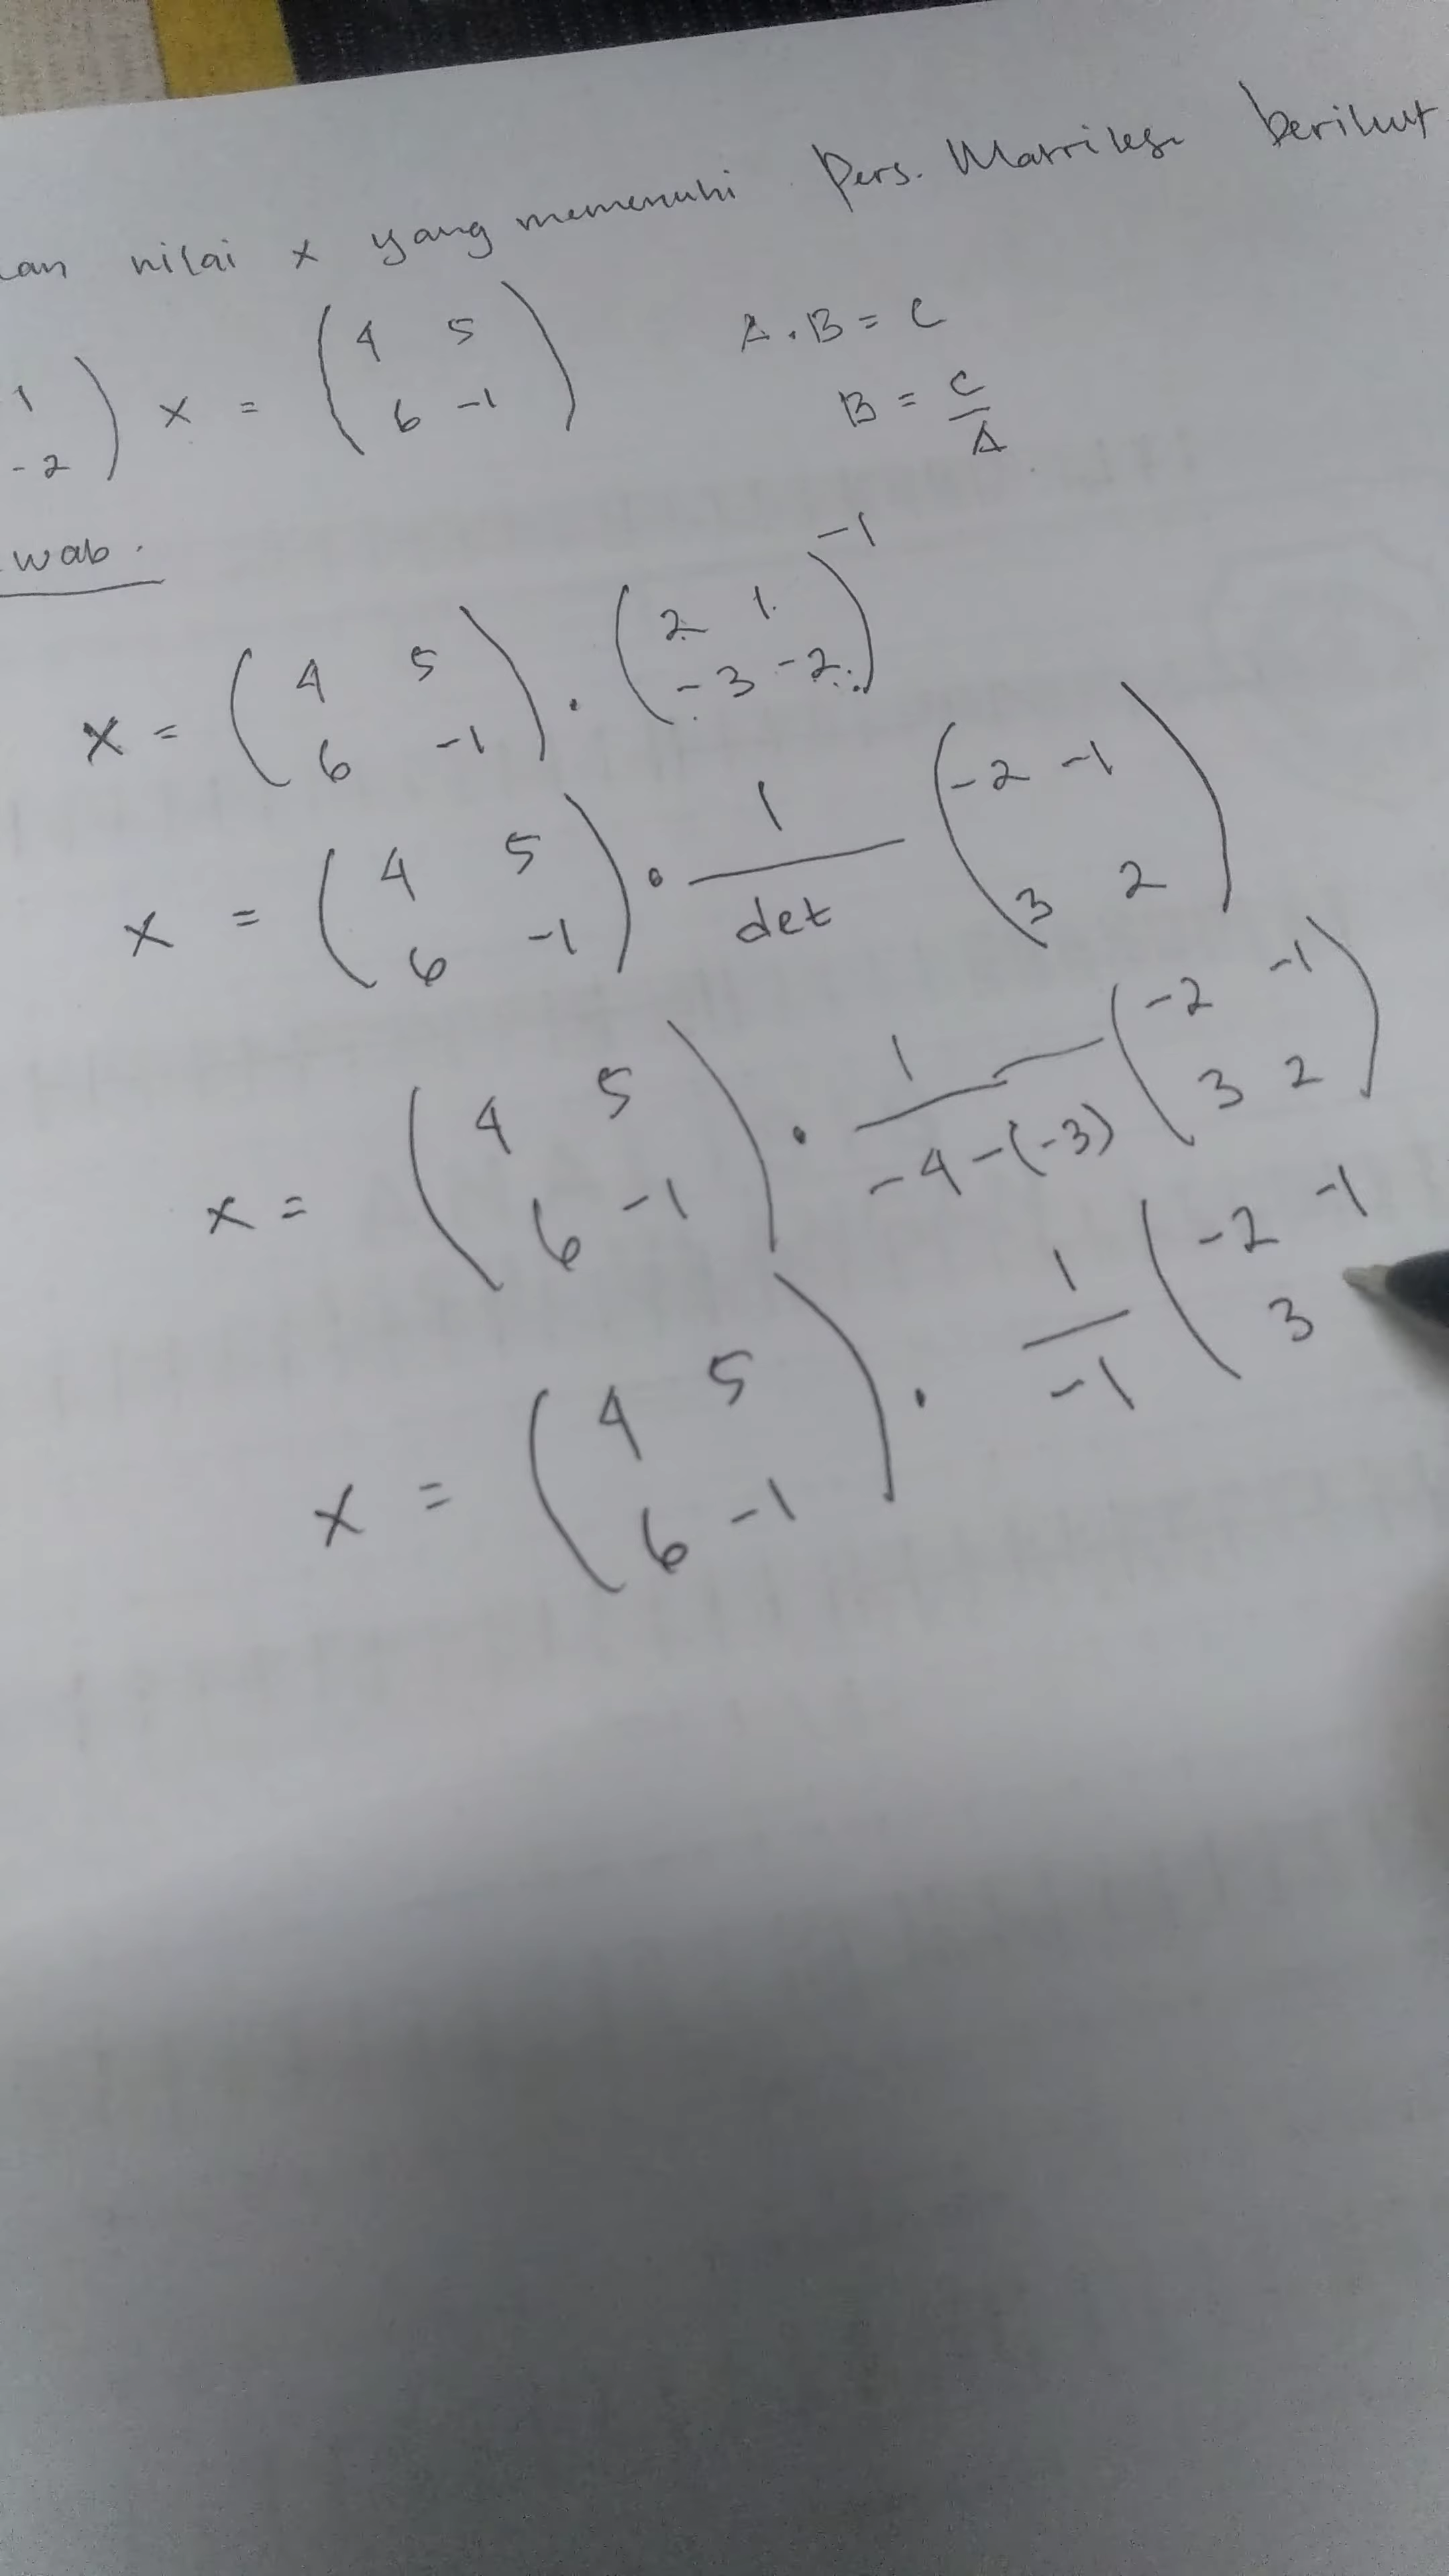 an nilai x yang memenuhi Pers. Matriks berikut
1
-2 ) x = ( 4 5
6 -1 )
A . B = C
B = C / A
wab.
x = ( 4 5
6 -1 ) . ( 2 1
-3 -2 ) -1
x = ( 4 5
6 -1 ) . 1 / det ( -2 -1
3 2 )
x = ( 4 5
6 -1 ) . 1 / -4-(-3) ( -2 -1
3 2 )
x = ( 4 5
6 -1 ) . 1 / -1 ( -2 -1
3